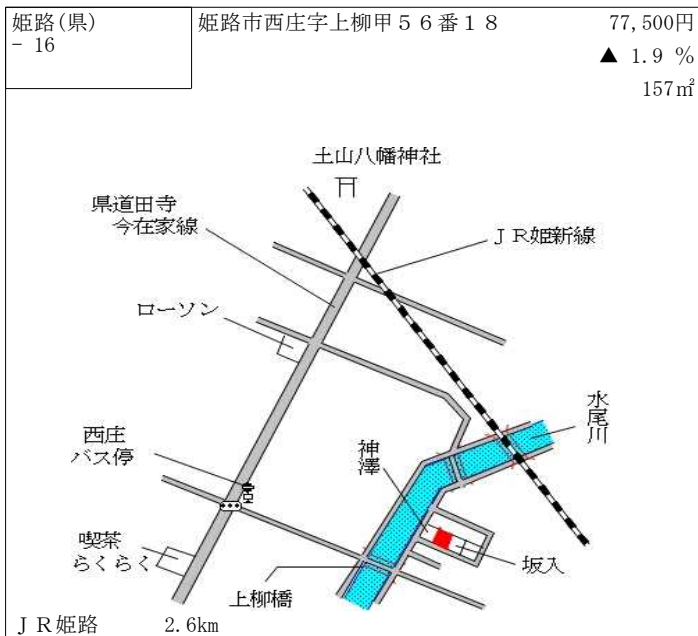 姫路(県)
- 16
姫路市西庄字上柳甲５６番１８
77,500円
▲ 1.9 %
157㎡
土山八幡神社
県道田寺
今在家線
ＪＲ姫新線
ローソン
水尾川
西庄
バス停
神澤
喫茶
らくらく
坂入
上柳橋
ＪＲ姫路 2.6km